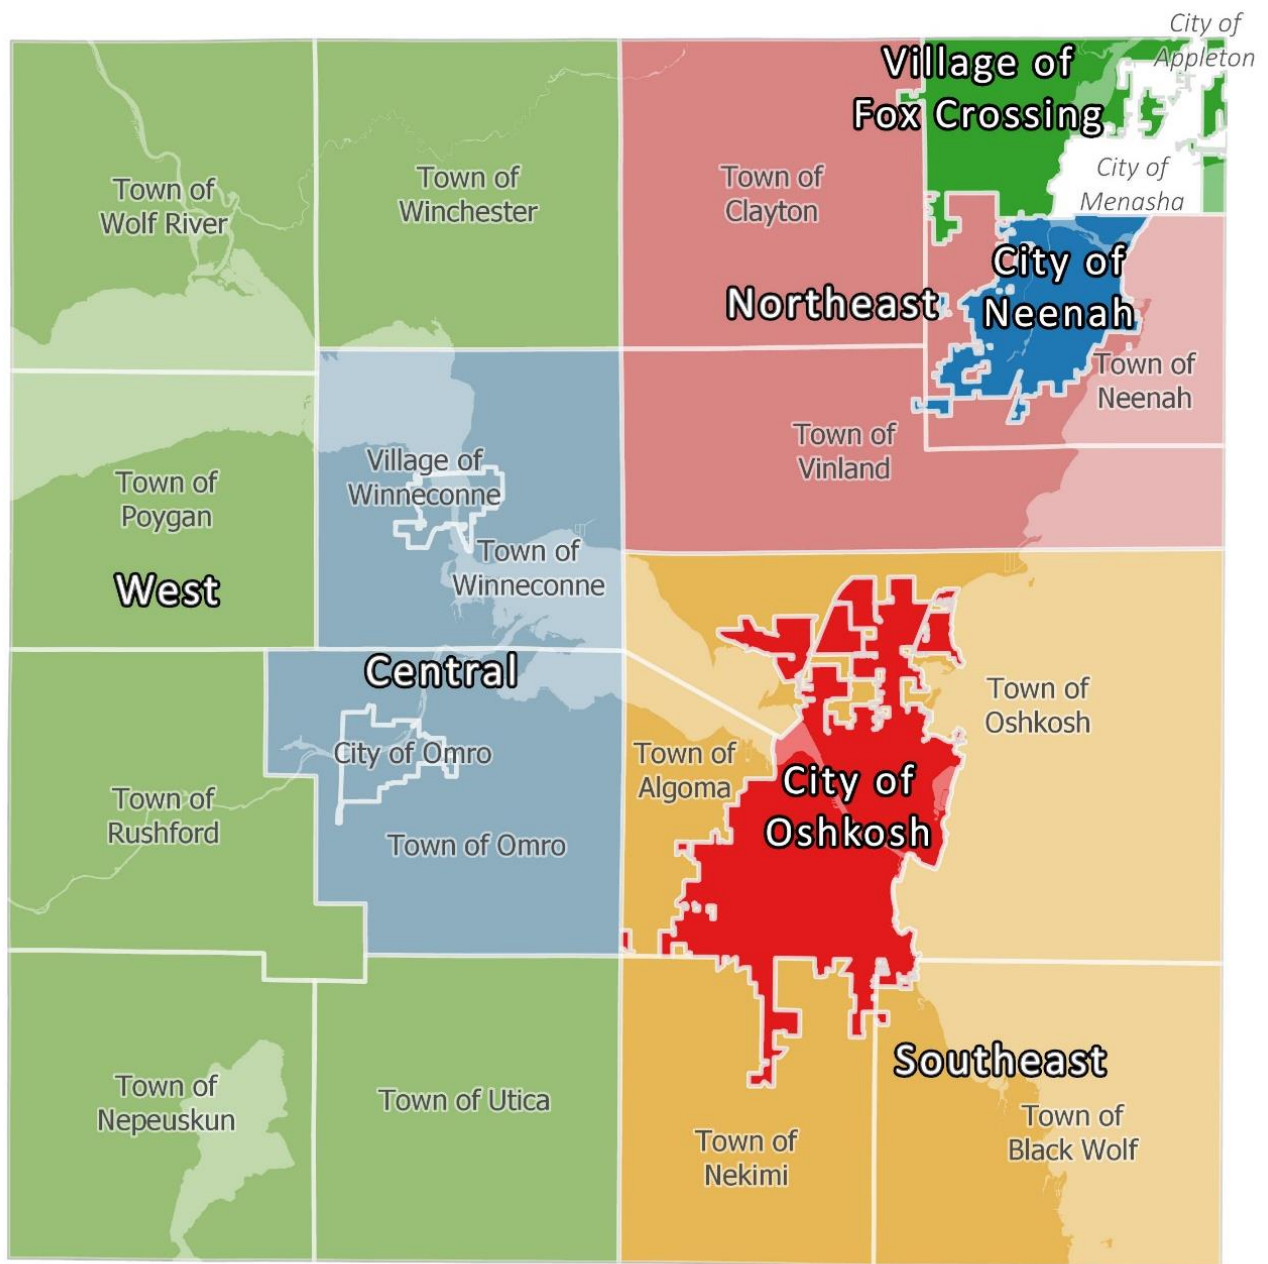 City of
Appleton
Village of
Fox Crossing
City of
Menasha
Town of
Wolf River
Town of
Winchester
Town of
Clayton
City of
Neenah
Northeast
Town of
Neenah
Town of
Vinland
Village of
Winneconne
Town of
Poygan
Town of
Winneconne
West
Central
Town of
Oshkosh
City of Omro
Town of
Algoma
City of
Oshkosh
Town of
Rushford
Town of Omro
Southeast
Town of
Nepeuskun
Town of Utica
Town of
Nekimi
Town of
Black Wolf